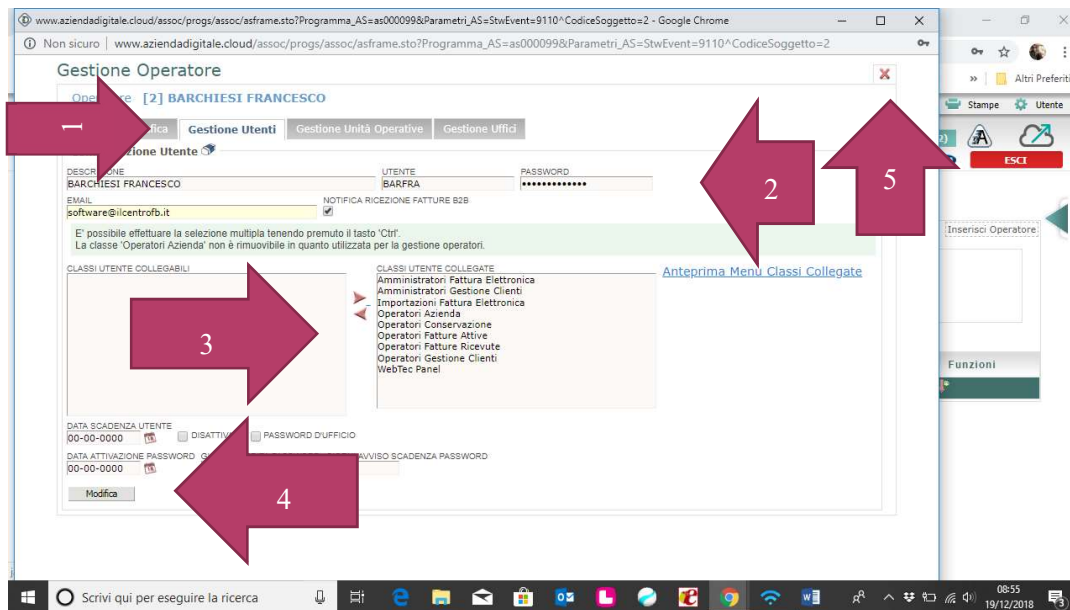 www.aziendadigitale.cloud/assoc/progs/assoc/asframe.sto?Programma_AS=as000099&Parametri_AS=StwEvent=9110^CodiceSoggetto=2 - Google Chrome
Non sicuro | www.aziendadigitale.cloud/assoc/progs/assoc/asframe.sto?Programma_AS=as000099&Parametri_AS=StwEvent=9110^CodiceSoggetto=2
Gestione Operatore
[2] BARCHIESI FRANCESCO
Gestione Utenti Gestione Unità Operative Gestione Uffici
Utente
1
2
3
4
5
UTENTE PASSWORD
BARCHIESI FRANCESCO BARFRA •••••••••••••
EMAIL NOTIFICA RICEZIONE FATTURE B2B
software@ilcentrofb.it
E' possibile effettuare la selezione multipla tenendo premuto il tasto 'Ctrl'.
La classe 'Operatori Azienda' non è rimuovibile in quanto utilizzata per la gestione operatori.
CLASSI UTENTE COLLEGABILI CLASSI UTENTE COLLEGATE
Anteprima Menù Classi Collegate
Amministratori Fattura Elettronica
Amministratori Gestione Clienti
Importazioni Fattura Elettronica
Operatori Azienda
Operatori Conservazione
Operatori Fatture Attive
Operatori Fatture Ricevute
Operatori Gestione Clienti
WebTec Panel
DATA SCADENZA UTENTE
00-00-0000 PASSWORD D'UFFICIO
DATA ATTIVAZIONE PASSWORD AVVISO SCADENZA PASSWORD
00-00-0000
Modifica
Altri Preferiti
Stampe Utente
ESCI
Inserisci Operatore
Funzioni
Scrivi qui per eseguire la ricerca
08:55
19/12/2018